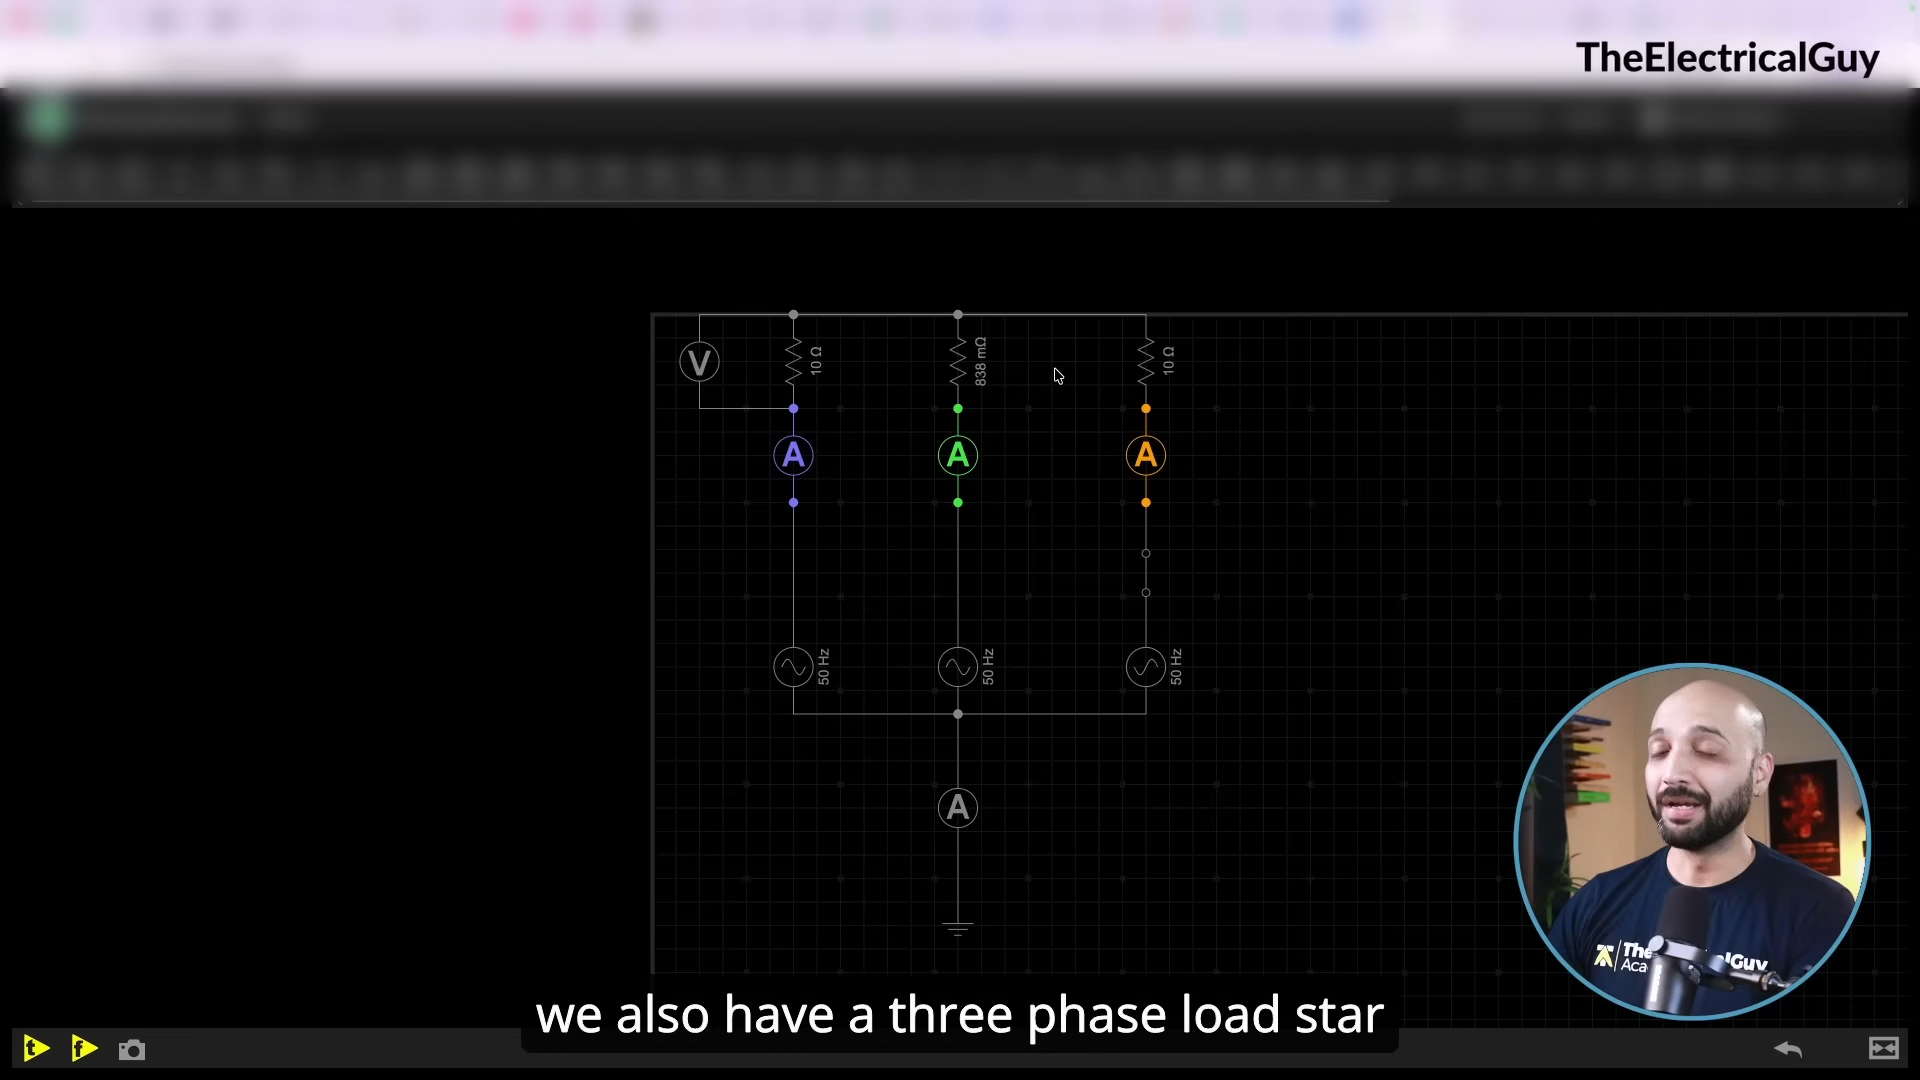 TheElectricalGuy
V
10 Ω
838 mΩ
10 Ω
A
A
A
50 Hz
50 Hz
50 Hz
A
we also have a three phase load star
t
f